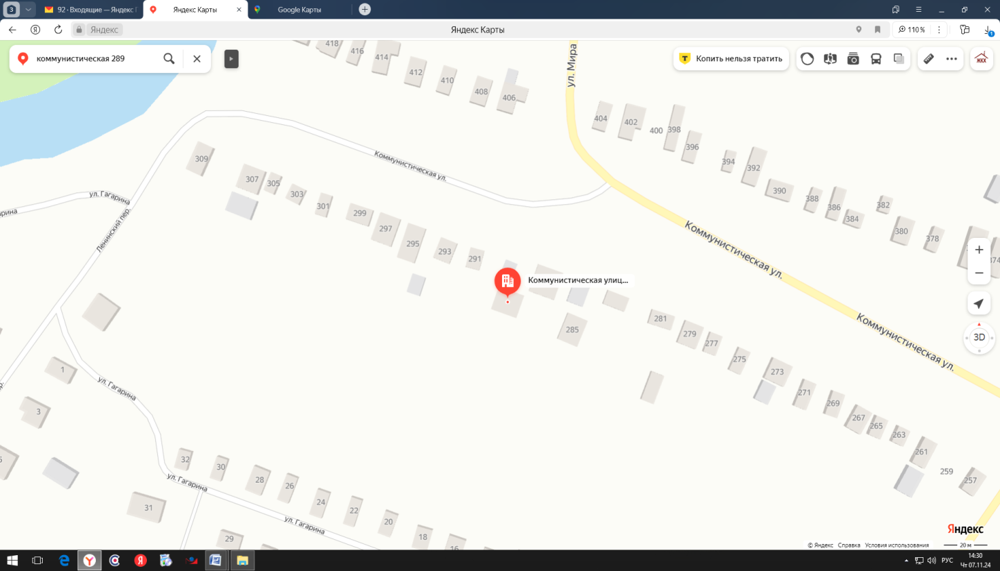 3
92 · Входящие — Яндекс
Яндекс Карты
Google Карты
Яндекс
Яндекс Карты
110%
1
коммунистическая 289
Копить нельзя тратить
ЖКХ
418
416
414
412
410
408
406
ул. Мира
404
402
400
398
396
394
392
390
388
386
384
382
380
378
309
307
305
303
301
299
297
295
293
291
Коммунистическая ул.
ул. Гагарина
Ленинский пер.
Коммунистическая ул.
Коммунистическая улиц...
Коммунистическая ул.
285
281
279
277
275
273
271
269
267
265
263
261
259
257
3D
1
3
ул. Гагарина
32
30
28
26
24
22
20
18
16
ул. Гагарина
31
29
ул. Гагарина
Яндекс
© Яндекс Справка Условия использования
20 м
РУС
14:30
Чт 07.11.24